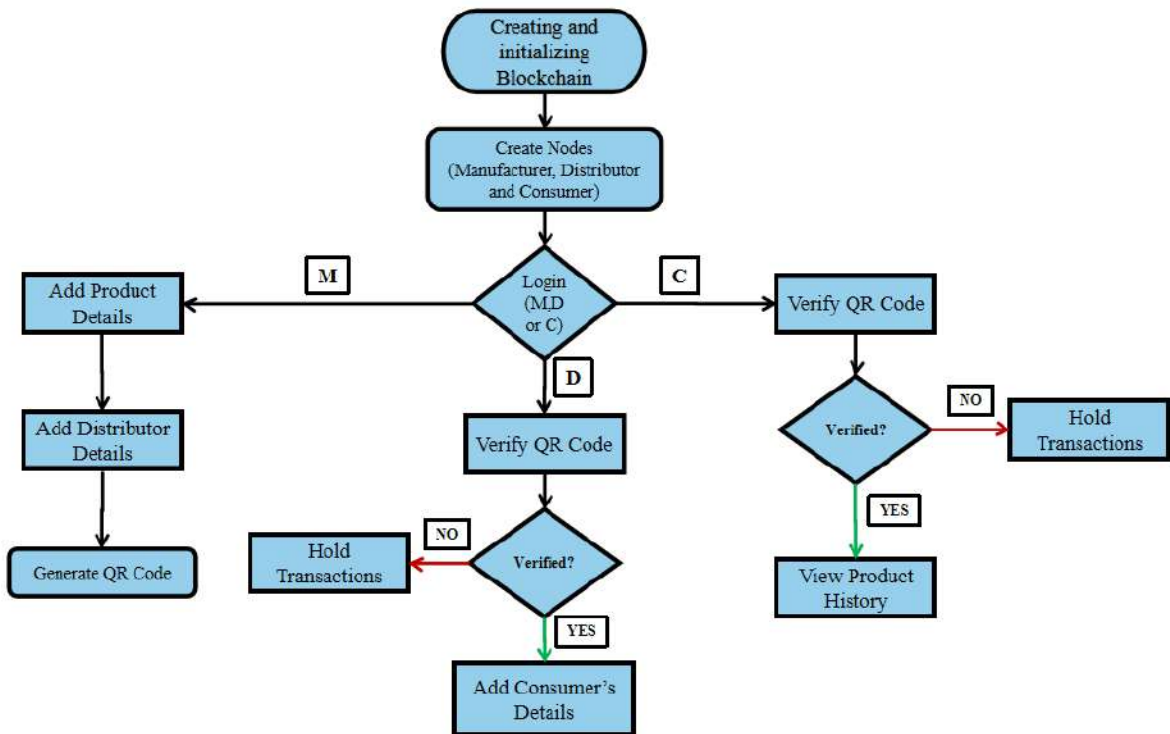 Creating and
initializing
Blockchain
Create Nodes
(Manufacturer, Distributor
and Consumer)
M
Login
(M,D
or C)
C
Add Product
Details
Verify QR Code
D
Add Distributor
Details
Verify QR Code
Verified?
NO
Hold
Transactions
YES
Generate QR Code
Hold
Transactions
NO
Verified?
View Product
History
YES
Add Consumer’s
Details